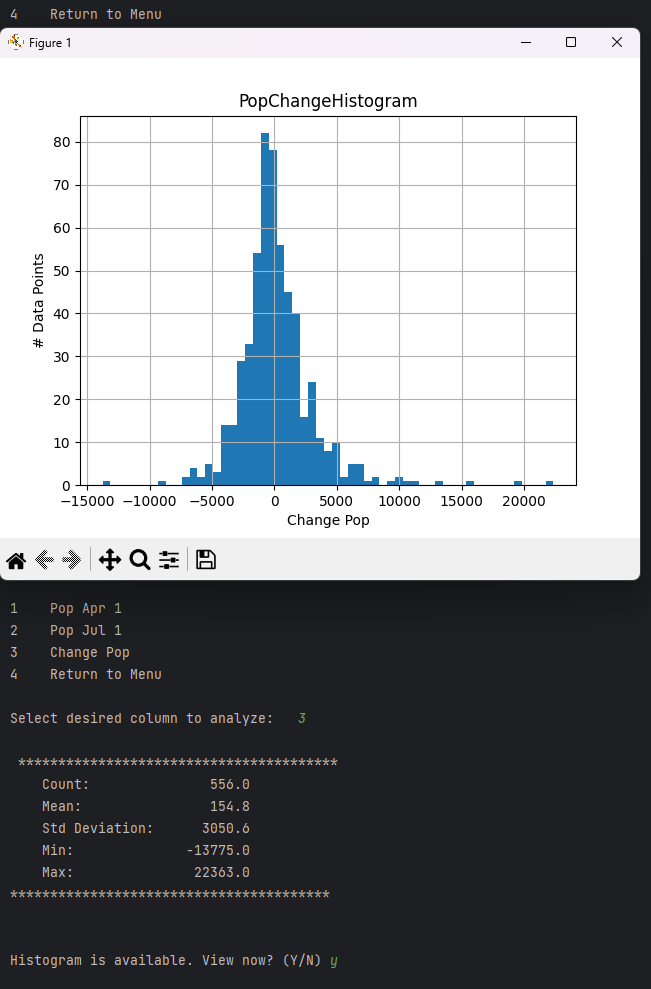 4    Return to Menu
Figure 1
PopChangeHistogram
80
70
60
50
40
30
20
10
0
# Data Points
−15000 −10000 −5000 0 5000 10000 15000 20000
Change Pop
1    Pop Apr 1
2    Pop Jul 1
3    Change Pop
4    Return to Menu
Select desired column to analyze:   3
****************************************
Count:               556.0
Mean:                154.8
Std Deviation:      3050.6
Min:              -13775.0
Max:               22363.0
****************************************
Histogram is available. View now? (Y/N) y